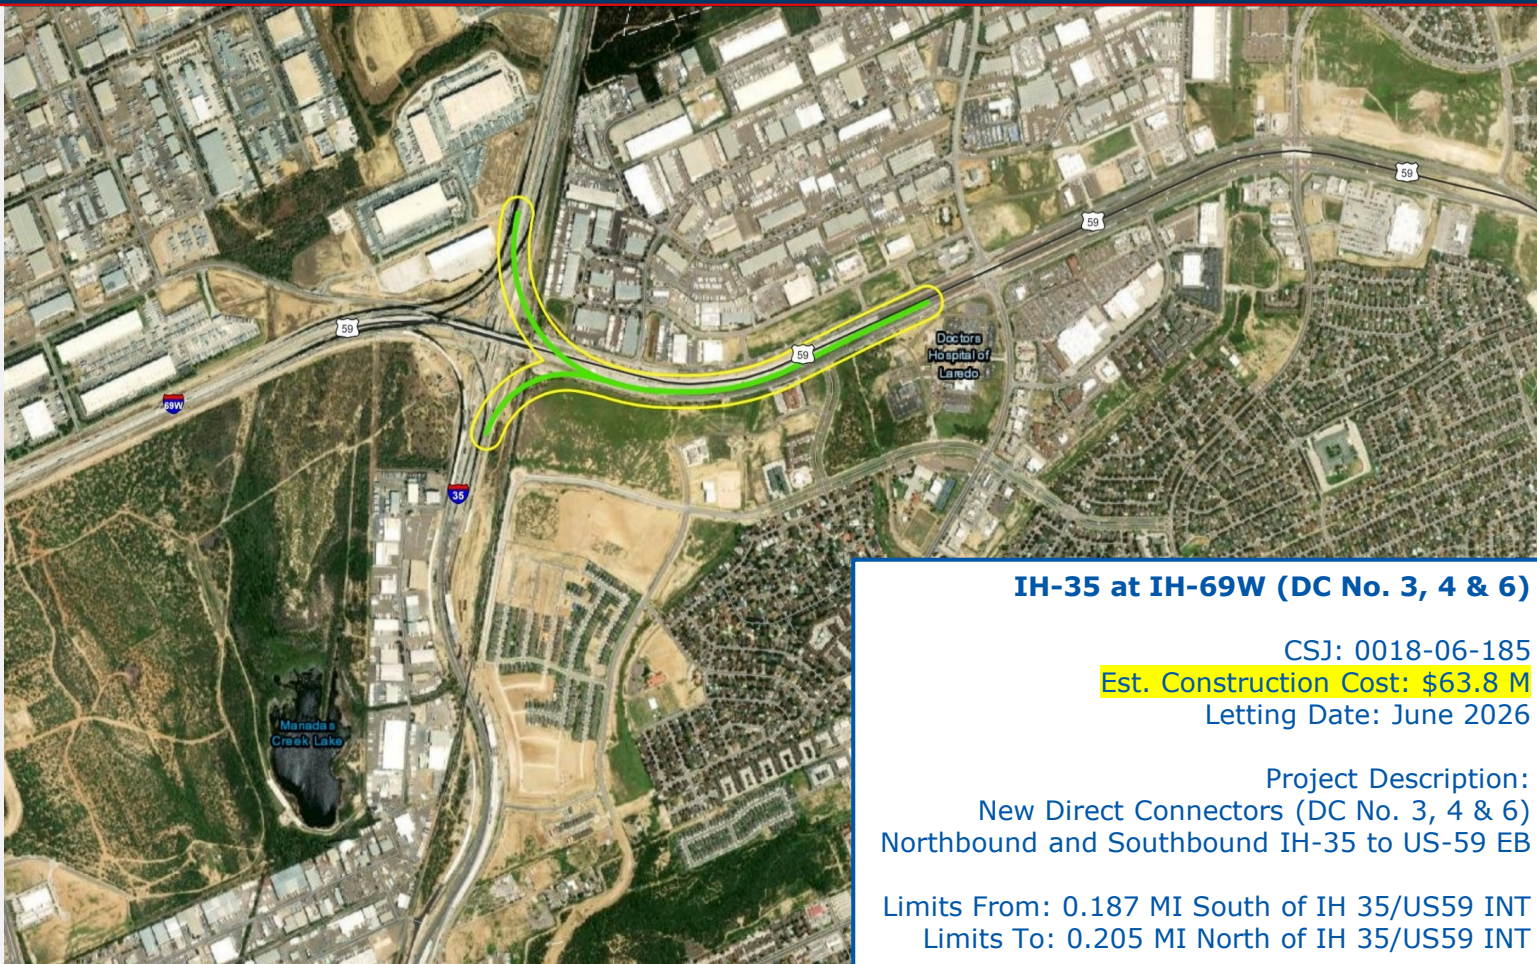 59
59
59
59
Doctors
Hospital of
Laredo
69W
35
Manadas
Creek Lake
IH-35 at IH-69W (DC No. 3, 4 & 6)
CSJ: 0018-06-185
Est. Construction Cost: $63.8 M
Letting Date: June 2026
Project Description:
New Direct Connectors (DC No. 3, 4 & 6)
Northbound and Southbound IH-35 to US-59 EB
Limits From: 0.187 MI South of IH 35/US59 INT
Limits To: 0.205 MI North of IH 35/US59 INT